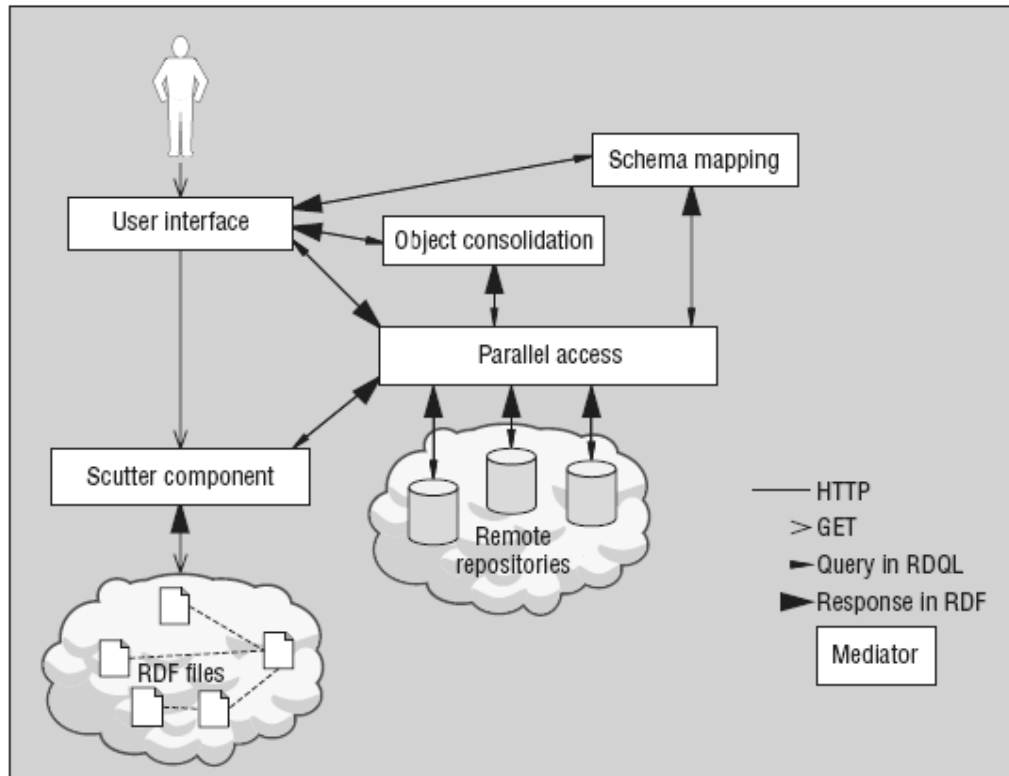 Schema mapping
User interface
Object consolidation
Parallel access
Scutter component
Remote
repositories
RDF files
HTTP
GET
Query in RDQL
Response in RDF
Mediator